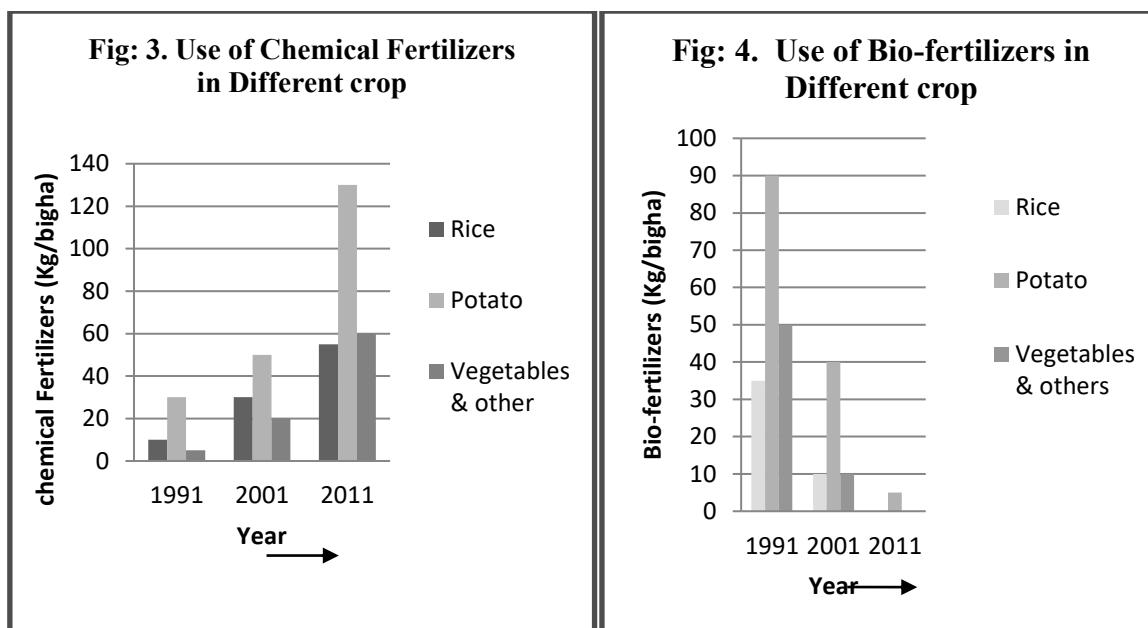 Fig: 3. Use of Chemical Fertilizers
in Different crop
chemical Fertilizers (Kg/bigha)
140
120
100
80
60
40
20
0
1991 2001 2011
Year
Rice
Potato
Vegetables
& other
Fig: 4. Use of Bio-fertilizers in
Different crop
Bio-fertilizers (Kg/bigha)
100
90
80
70
60
50
40
30
20
10
0
1991 2001 2011
Year
Rice
Potato
Vegetables
& others